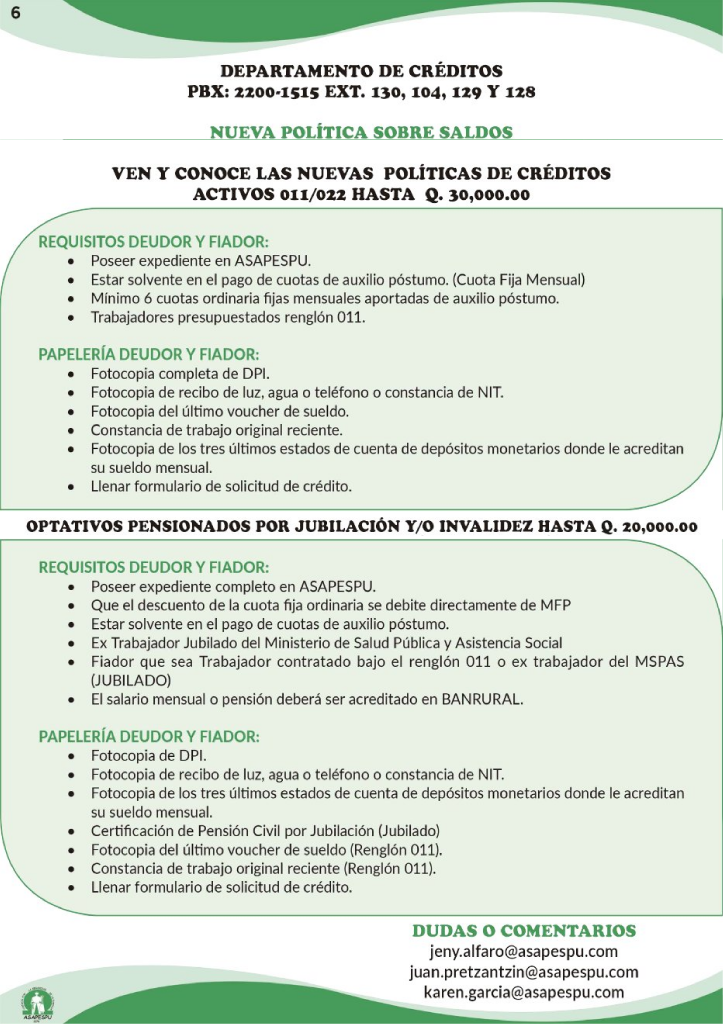 6
DEPARTAMENTO DE CRÉDITOS
PBX: 2200-1515 EXT. 130, 104, 129 Y 128
NUEVA POLÍTICA SOBRE SALDOS
VEN Y CONOCE LAS NUEVAS POLÍTICAS DE CRÉDITOS
ACTIVOS 011/022 HASTA Q. 30,000.00
REQUISITOS DEUDOR Y FIADOR:
• Poseer expediente en ASAPESPU.
• Estar solvente en el pago de cuotas de auxilio póstumo. (Cuota Fija Mensual)
• Mínimo 6 cuotas ordinaria fijas mensuales aportadas de auxilio póstumo.
• Trabajadores presupuestados renglón 011.
PAPELERÍA DEUDOR Y FIADOR:
• Fotocopia completa de DPI.
• Fotocopia de recibo de luz, agua o teléfono o constancia de NIT.
• Fotocopia del último voucher de sueldo.
• Constancia de trabajo original reciente.
• Fotocopia de los tres últimos estados de cuenta de depósitos monetarios donde le acreditan
su sueldo mensual.
• Llenar formulario de solicitud de crédito.
OPTATIVOS PENSIONADOS POR JUBILACIÓN Y/O INVALIDEZ HASTA Q. 20,000.00
REQUISITOS DEUDOR Y FIADOR:
• Poseer expediente completo en ASAPESPU.
• Que el descuento de la cuota fija ordinaria se debite directamente de MFP
• Estar solvente en el pago de cuotas de auxilio póstumo.
• Ex Trabajador Jubilado del Ministerio de Salud Pública y Asistencia Social
• Fiador que sea Trabajador contratado bajo el renglón 011 o ex trabajador del MSPAS
(JUBILADO)
• El salario mensual o pensión deberá ser acreditado en BANRURAL.
PAPELERÍA DEUDOR Y FIADOR:
• Fotocopia de DPI.
• Fotocopia de recibo de luz, agua o teléfono o constancia de NIT.
• Fotocopia de los tres últimos estados de cuenta de depósitos monetarios donde le acreditan
su sueldo mensual.
• Certificación de Pensión Civil por Jubilación (Jubilado)
• Fotocopia del último voucher de sueldo (Renglón 011).
• Constancia de trabajo original reciente (Renglón 011).
• Llenar formulario de solicitud de crédito.
DUDAS O COMENTARIOS
jeny.alfaro@asapespu.com
juan.pretzantzin@asapespu.com
karen.garcia@asapespu.com
ASAPESPU